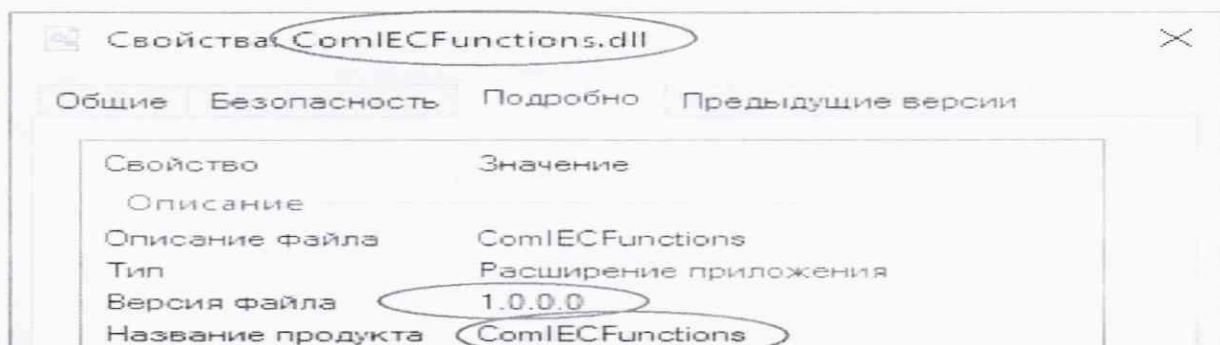 Свойства: ComIECFunctions.dll
Общие Безопасность Подробно Предыдущие версии
Свойство Значение
Описание
Описание файла ComIECFunctions
Тип Расширение приложения
Версия файла 1.0.0.0
Название продукта ComIECFunctions